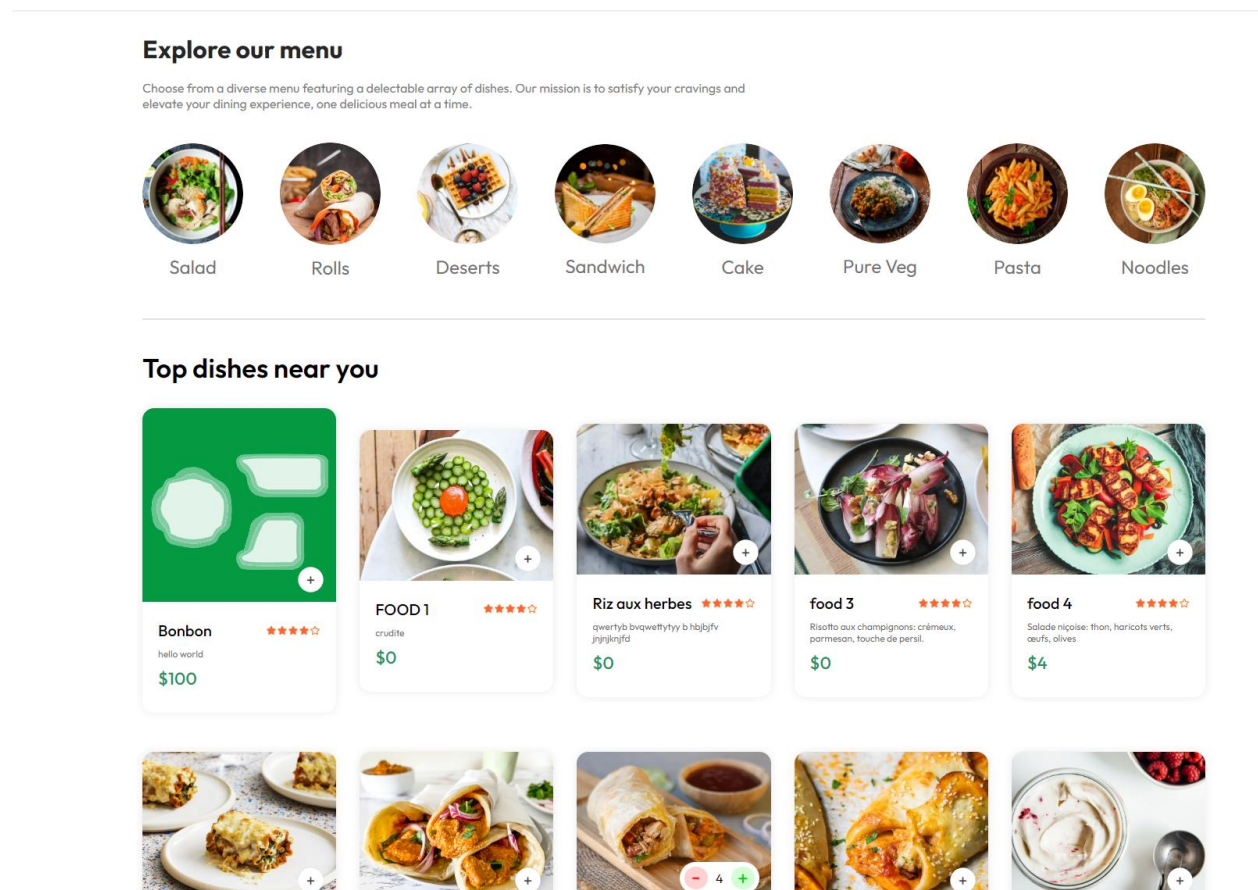 Explore our menu
Choose from a diverse menu featuring a delectable array of dishes. Our mission is to satisfy your cravings and
elevate your dining experience, one delicious meal at a time.
Salad
Rolls
Deserts
Sandwich
Cake
Pure Veg
Pasta
Noodles
Top dishes near you
Bonbon
hello world
$100
FOOD 1
crudite
$0
Riz aux herbes
qwertyb bvqwettytyy b hbjbjfv
jnjnjknjfd
$0
food 3
Risotto aux champignons: crémeux,
parmesan, touche de persil.
$0
food 4
Salade niçoise: thon, haricots verts,
œufs, olives
$4
4